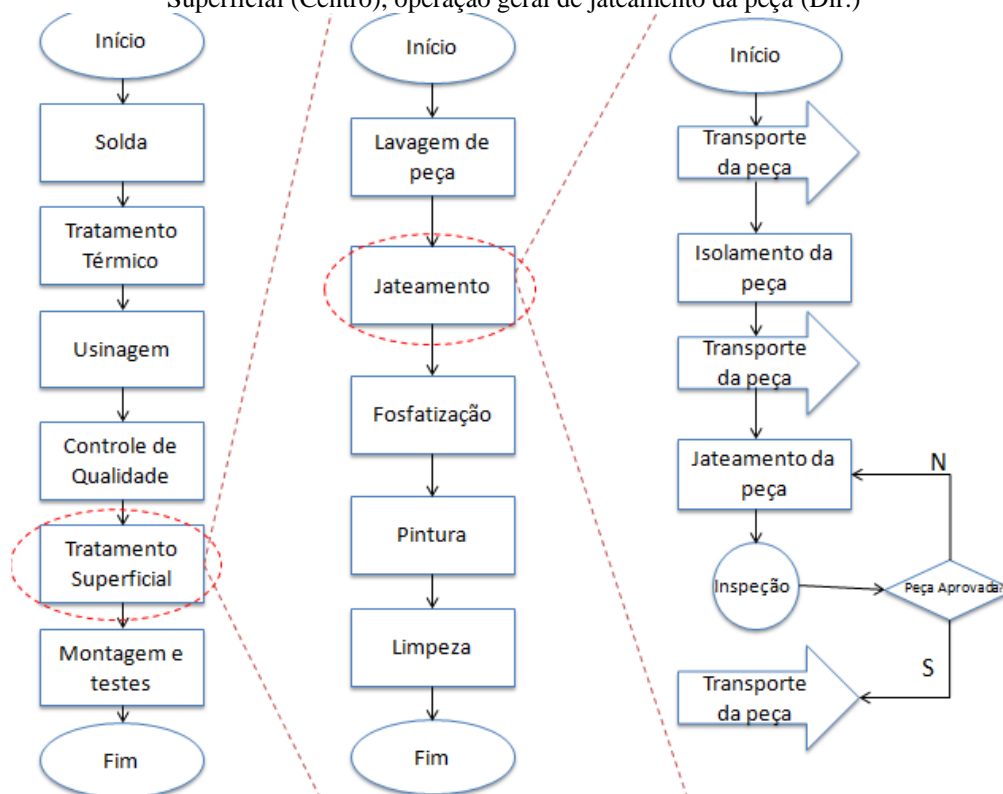 Superficial (Centro), operação geral de jateamento da peça (Dir.)
Início
Solda
Tratamento
Térmico
Usinagem
Controle de
Qualidade
Tratamento
Superficial
Montagem e
testes
Fim
Início
Lavagem de
peça
Jateamento
Fosfatização
Pintura
Limpeza
Fim
Início
Transporte
da peça
Isolamento da
peça
Transporte
da peça
Jateamento da
peça
N
Inspeção
Peça Aprovada?
S
Transporte
da peça